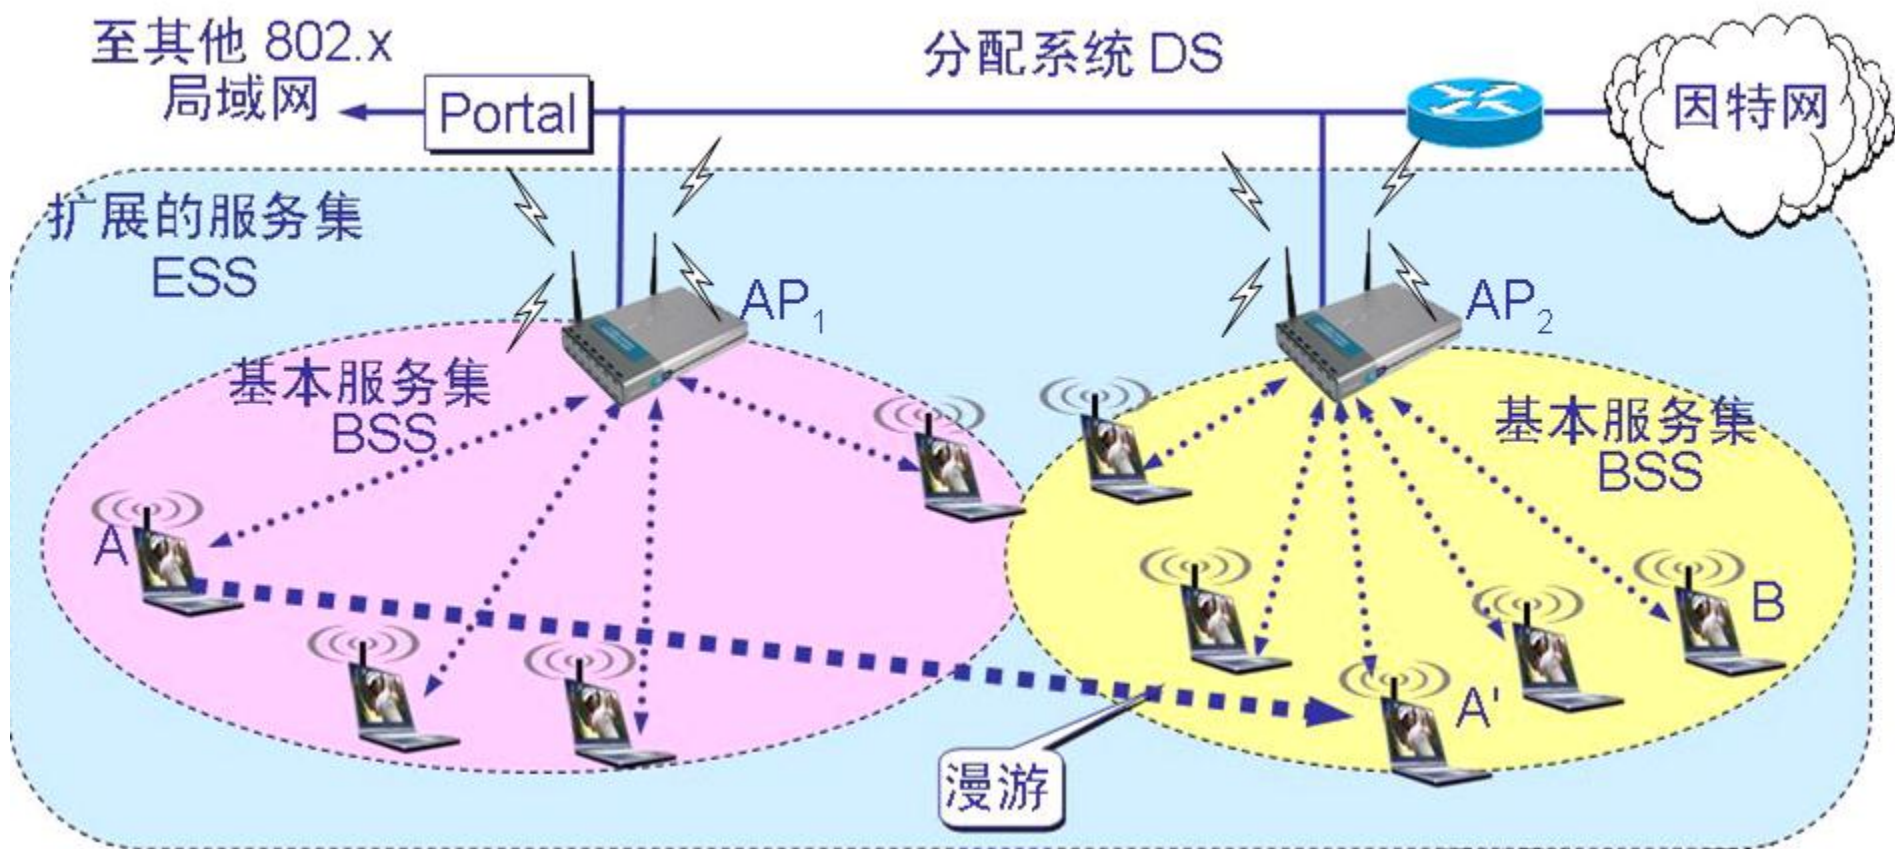 至其他 802.x
局域网
Portal
分配系统 DS
因特网
扩展的服务集
ESS
AP1
AP2
基本服务集
BSS
基本服务集
BSS
A
B
A'
漫游